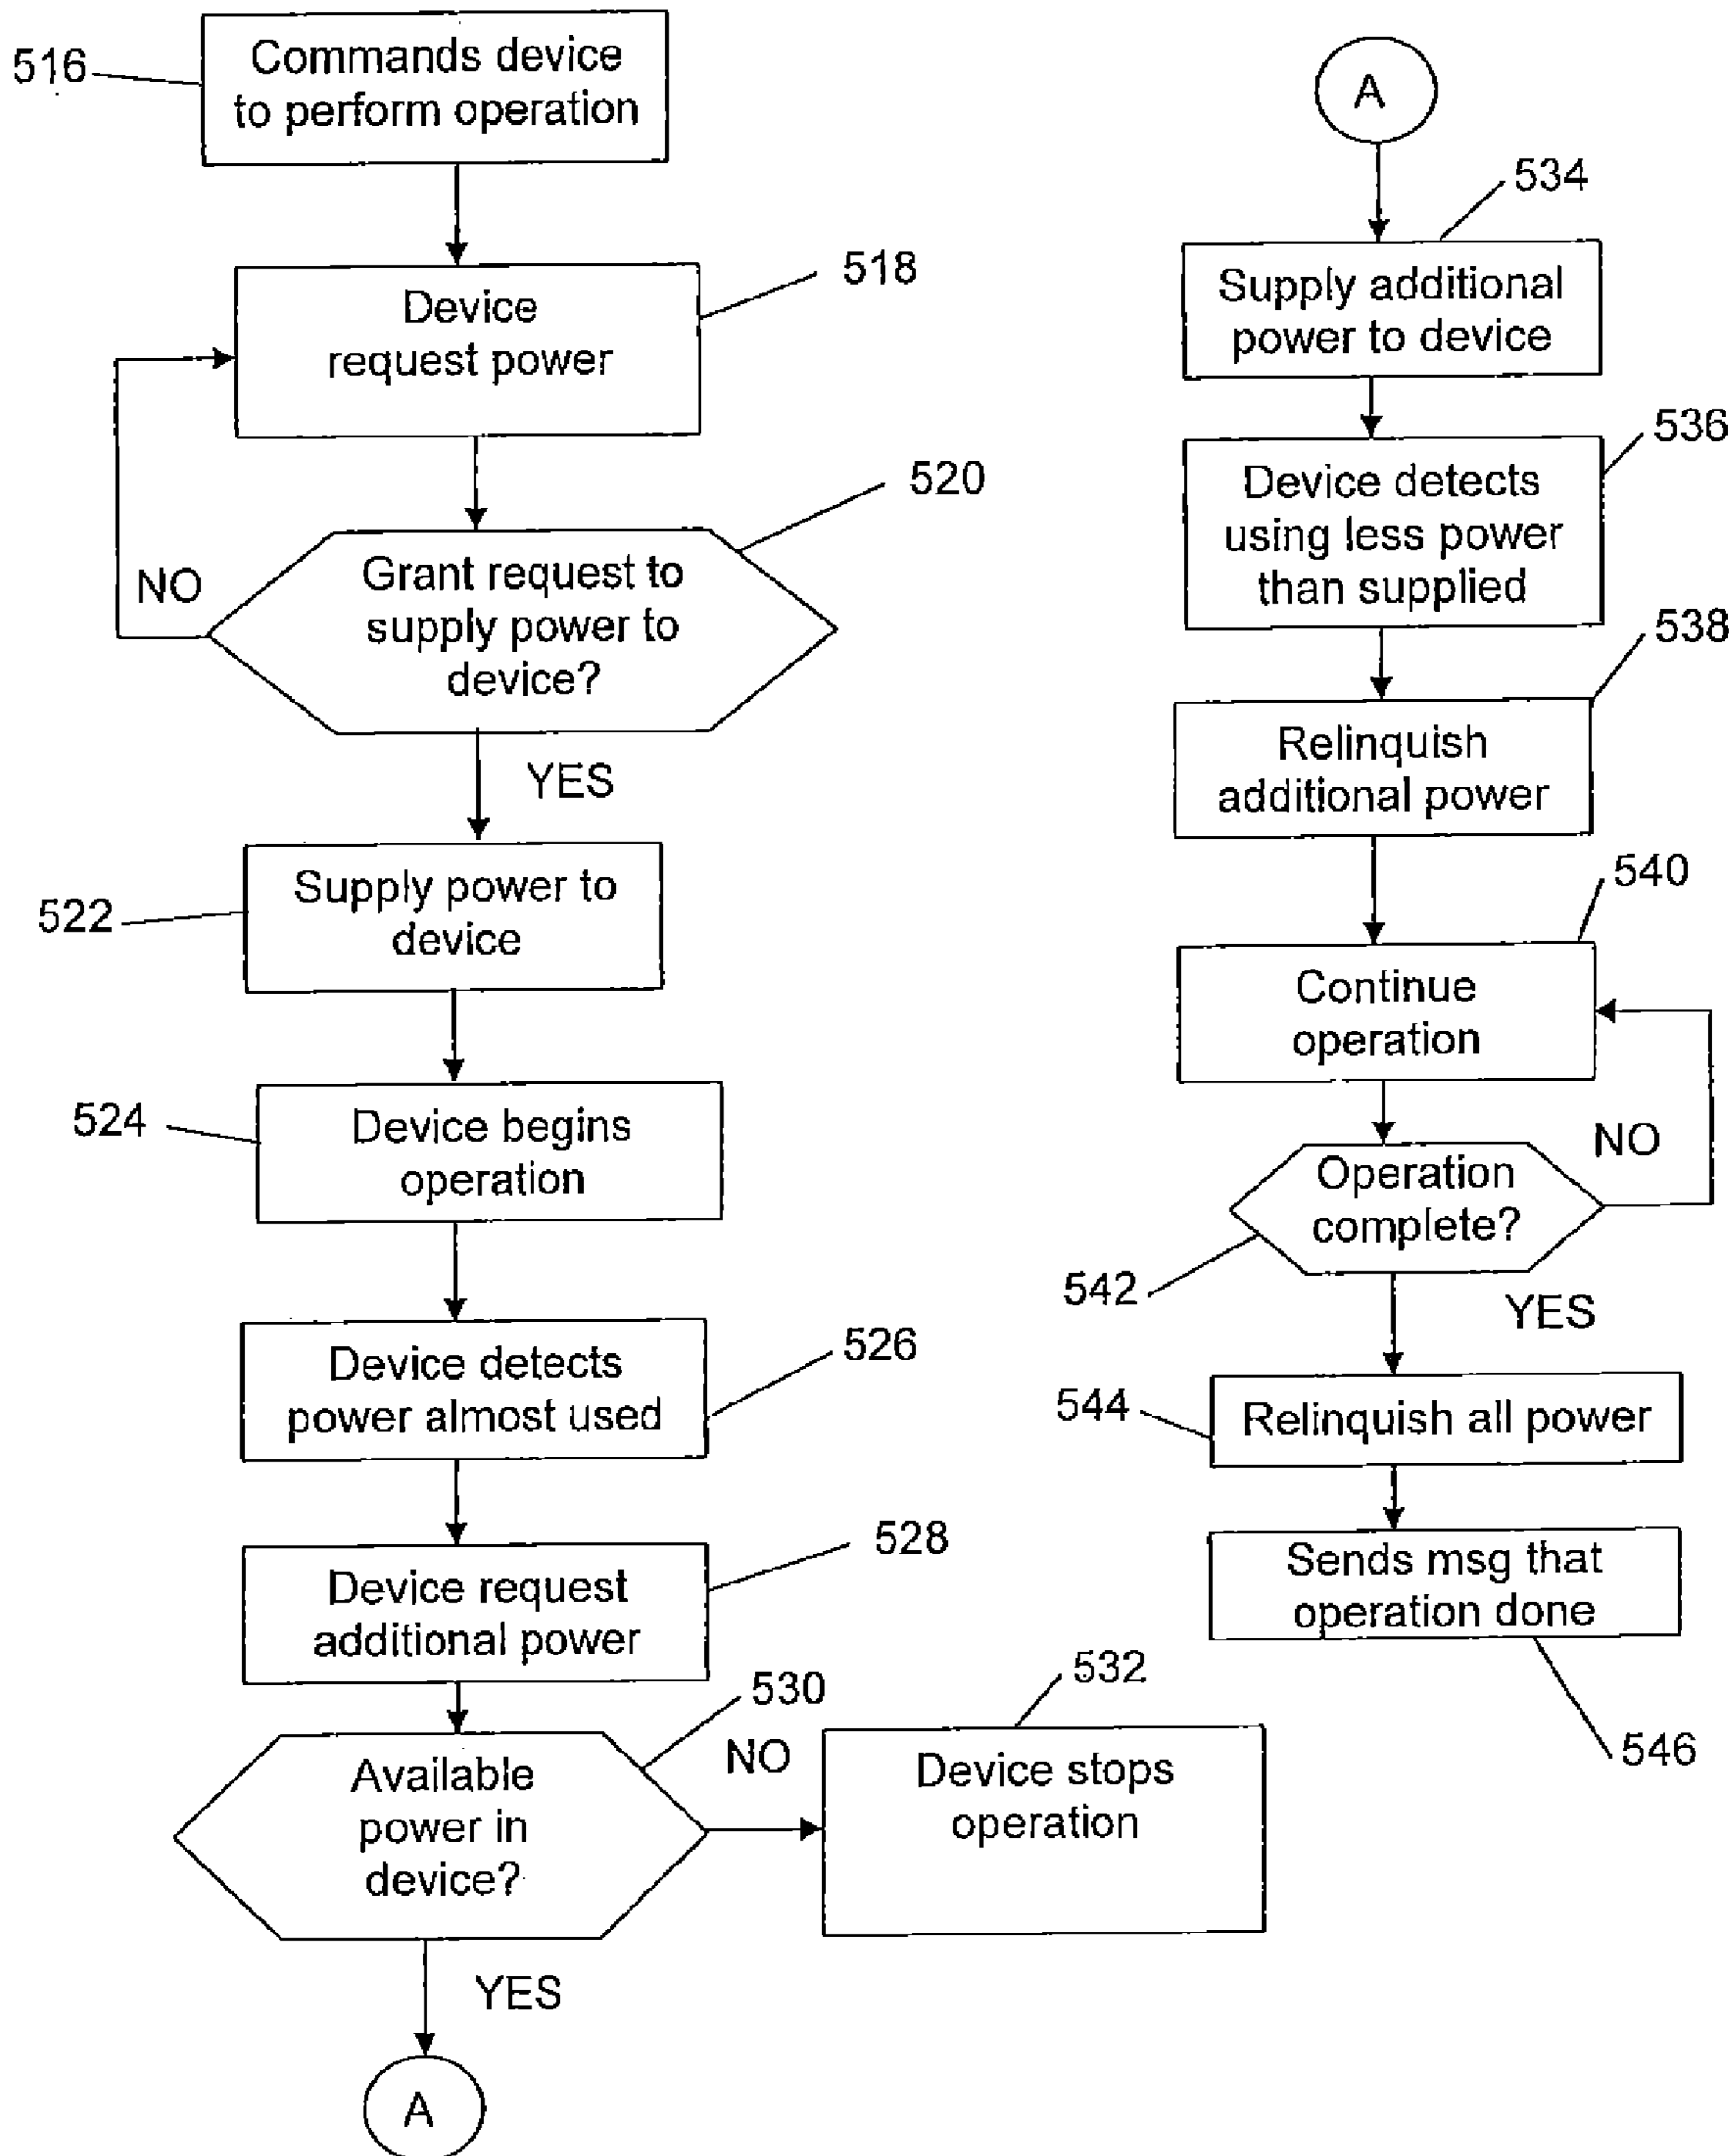 516
Commands device
to perform operation
518
Device
request power
520
NO
Grant request to
supply power to
device?
YES
522
Supply power to
device
524
Device begins
operation
Device detects
power almost used
526
Device request
additional power
528
530
Available
power in
device?
NO
532
Device stops
operation
YES
A
A
534
Supply additional
power to device
536
Device detects
using less power
than supplied
538
Relinquish
additional power
540
Continue
operation
NO
Operation
complete?
542
YES
544
Relinquish all power
Sends msg that
operation done
546